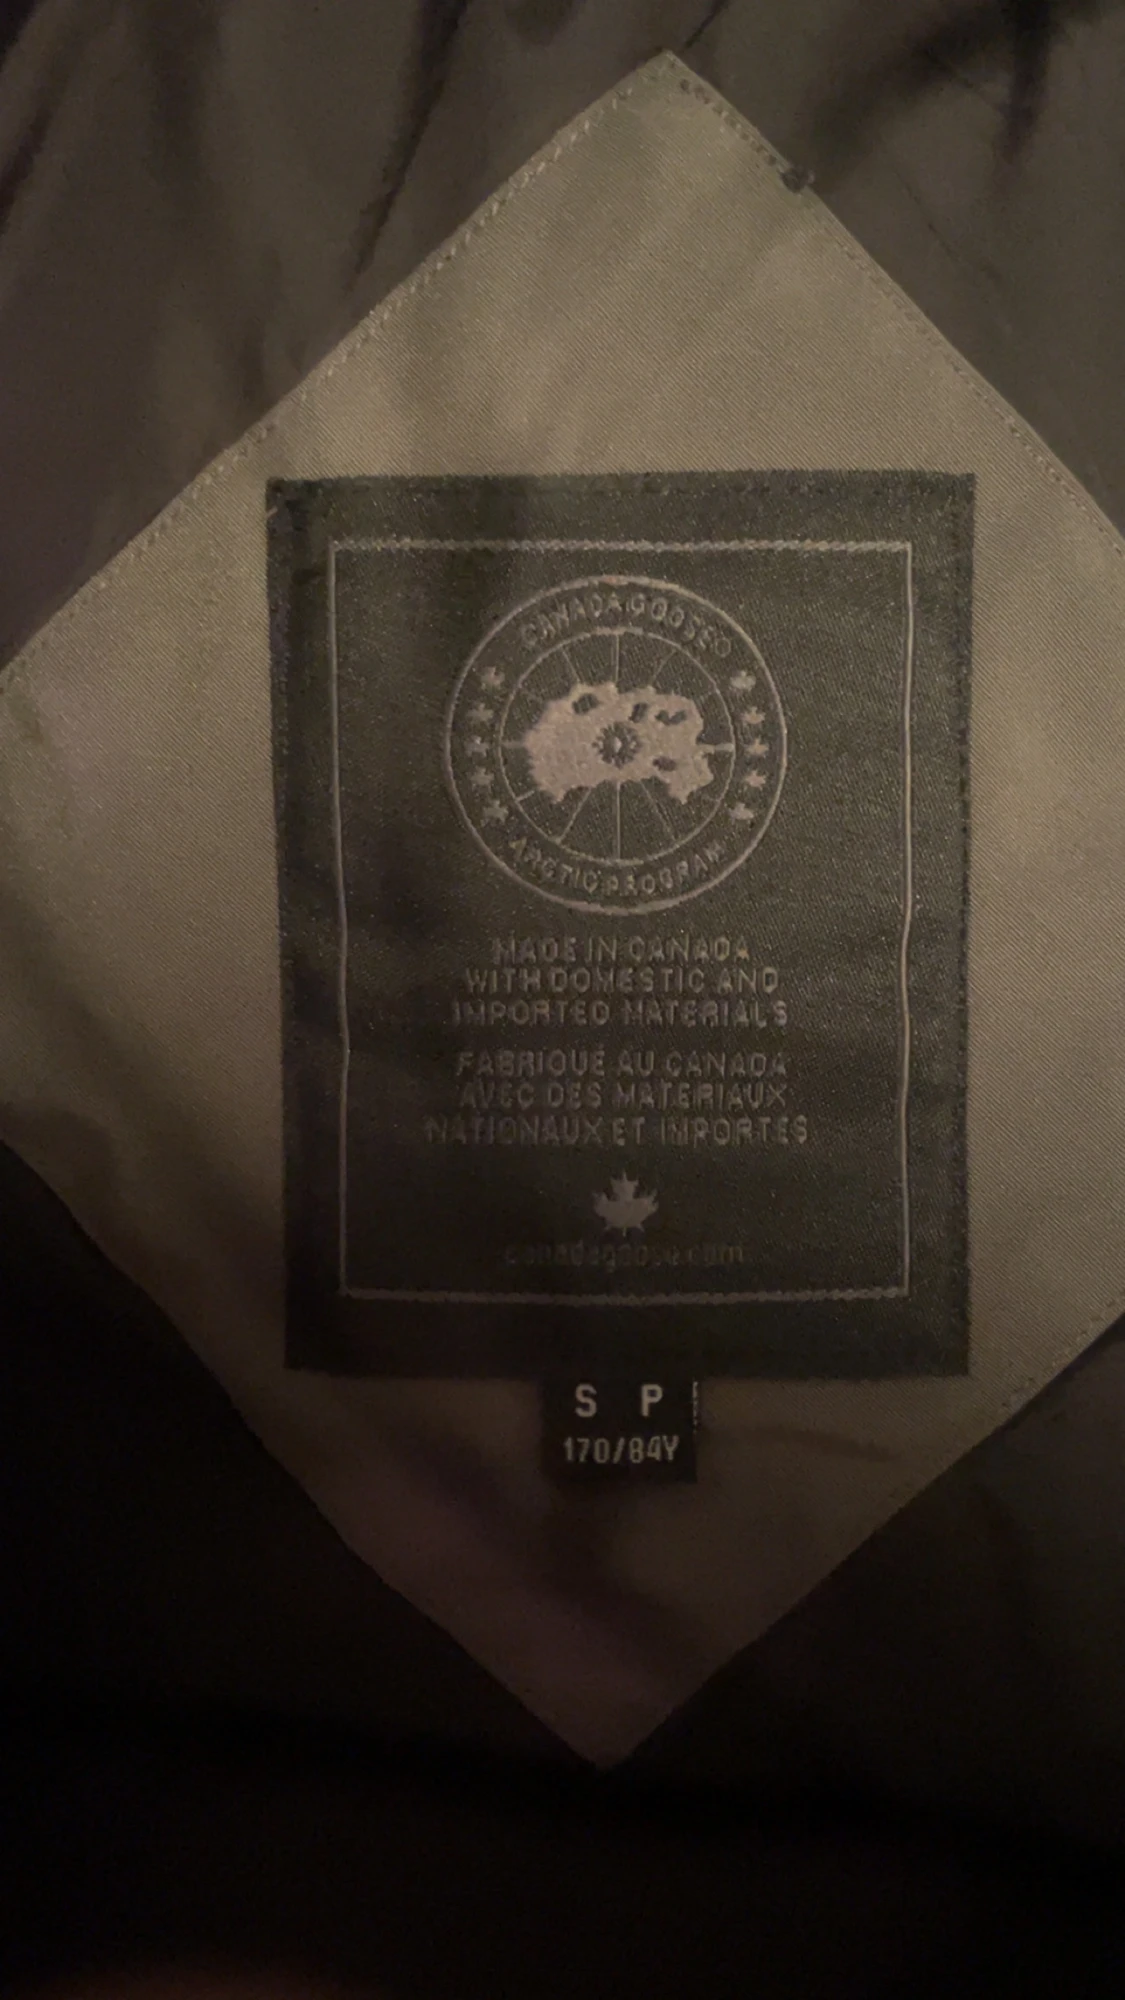 CANADA GOOSE®
ARCTIC PROGRAM
MADE IN CANADA
WITH DOMESTIC AND
IMPORTED MATERIALS
FABRIQUE AU CANADA
AVEC DES MATERIAUX
NATIONAUX ET IMPORTES
canadagoose.com
S P
170/84Y